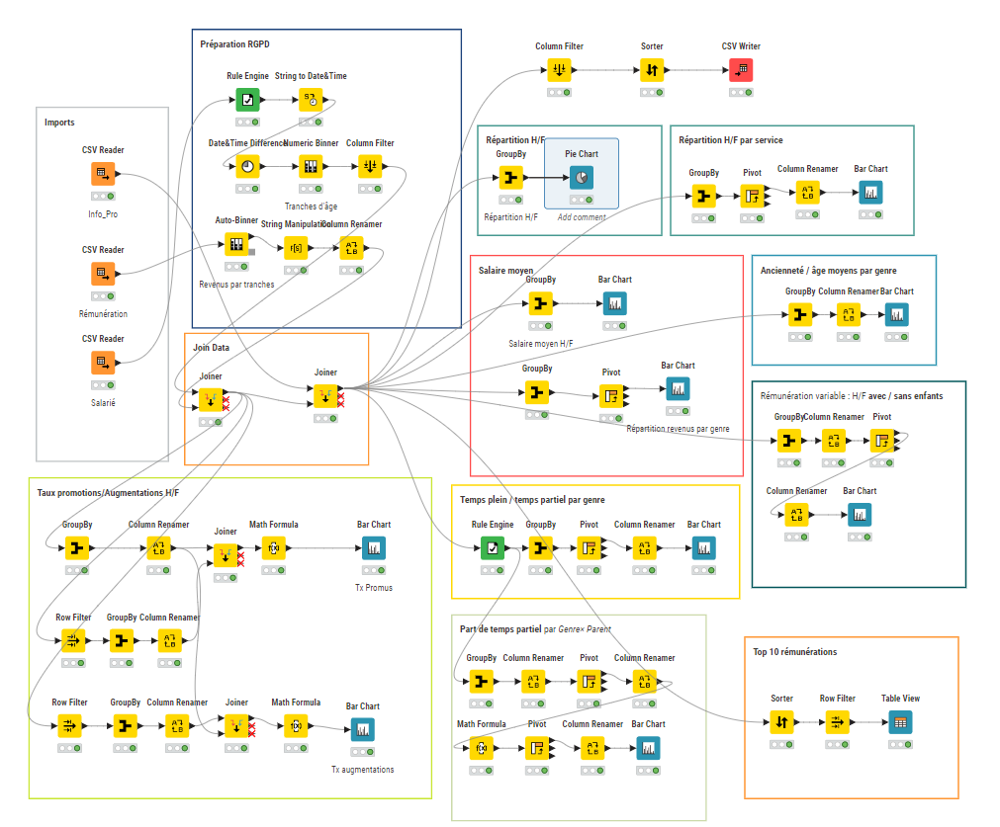 Imports
CSV Reader
Info_Pro
CSV Reader
Rémunération
CSV Reader
Salarié
Préparation RGPD
Rule Engine
String to Date&Time
Date&Time Difference
Numeric Binner
Column Filter
Tranches d'âge
Auto-Binner
String Manipulation
Column Renamer
Revenus par tranches
Join Data
Joiner
Joiner
Column Filter
Sorter
CSV Writer
Répartition H/F
GroupBy
Pie Chart
Répartition H/F
Add comment
Répartition H/F par service
GroupBy
Pivot
Column Renamer
Bar Chart
Salaire moyen
GroupBy
Bar Chart
Salaire moyen H/F
GroupBy
Pivot
Bar Chart
Répartition revenus par genre
Ancienneté / âge moyens par genre
GroupBy
Column Renamer
Bar Chart
Rémunération variable : H/F avec / sans enfants
GroupBy
Column Renamer
Pivot
Column Renamer
Bar Chart
Taux promotions/Augmentations H/F
GroupBy
Column Renamer
Joiner
Math Formula
Bar Chart
Tx Promus
Row Filter
GroupBy
Column Renamer
Row Filter
GroupBy
Column Renamer
Joiner
Math Formula
Bar Chart
Tx augmentations
Temps plein / temps partiel par genre
Rule Engine
GroupBy
Pivot
Column Renamer
Bar Chart
Part de temps partiel par Genre× Parent
GroupBy
Column Renamer
Pivot
Column Renamer
Math Formula
Pivot
Column Renamer
Bar Chart
Top 10 rémunérations
Sorter
Row Filter
Table View